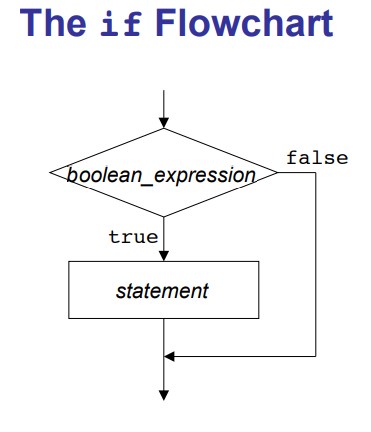 The if Flowchart
boolean_expression
false
true
statement